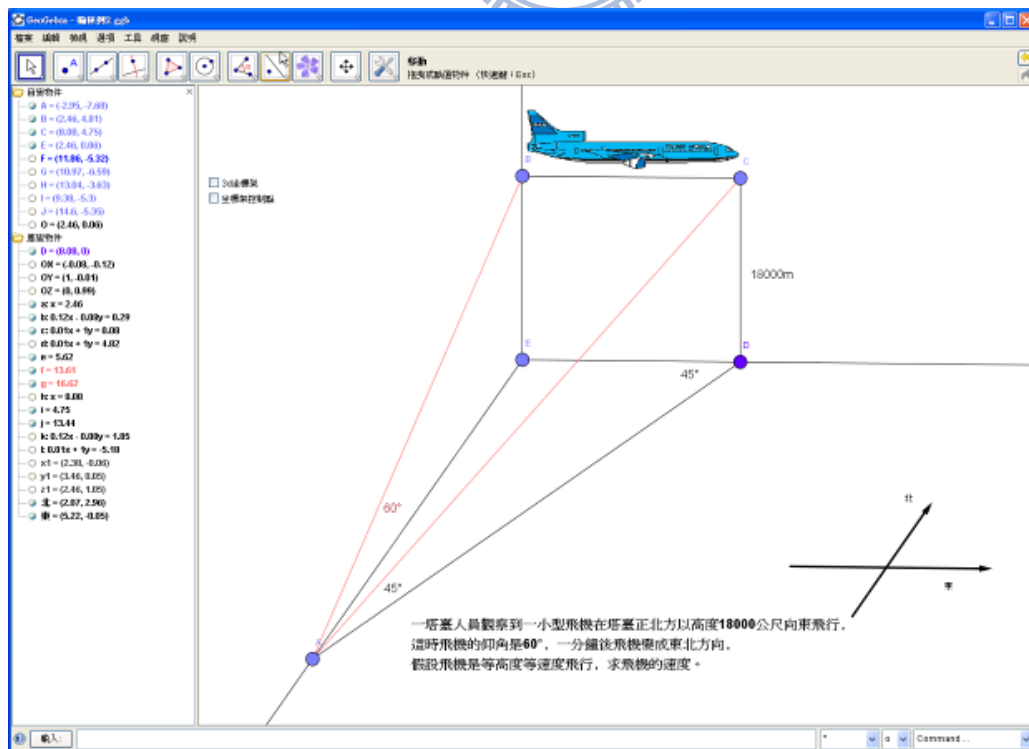 GeoGebra - 輪杯例2.ggb
檔案 編輯 檢視 選項 工具 視窗 說明
移動
拖曳或點選物件 (快速鍵：Esc)
自變物件
A = (-2.95, -7.68)
B = (2.46, 4.81)
C = (8.08, 4.75)
E = (2.46, 0.06)
F = (11.86, -5.32)
G = (10.97, -6.59)
H = (13.04, -3.63)
I = (9.38, -5.3)
J = (14.6, -5.35)
O = (2.46, 0.06)
應變物件
D = (8.08, 0)
OX = (-0.08, -0.12)
OY = (1, -0.01)
OZ = (0, 0.99)
a: x = 2.46
b: 0.12x - 0.08y = 0.29
c: 0.01x + 1y = 0.08
d: 0.01x + 1y = 4.82
e = 5.62
f = 13.61
g = 16.62
h: x = 8.08
i = 4.75
j = 13.44
k: 0.12x - 0.08y = 1.05
l: 0.01x + 1y = -5.18
x1 = (2.38, -0.06)
y1 = (3.46, 0.05)
z1 = (2.46, 1.05)
北 = (2.07, 2.96)
東 = (5.22, -0.05)
3d座標架
坐標架控制點
B
C
18000m
E
D
45°
60°
45°
A
北
東
一塔臺人員觀察到一小型飛機在塔臺正北方以高度18000公尺向東飛行，
這時飛機的仰角是60°，一分鐘後飛機變成東北方向，
假設飛機是等高度等速度飛行，求飛機的速度。
輸入:
°
α
Command...